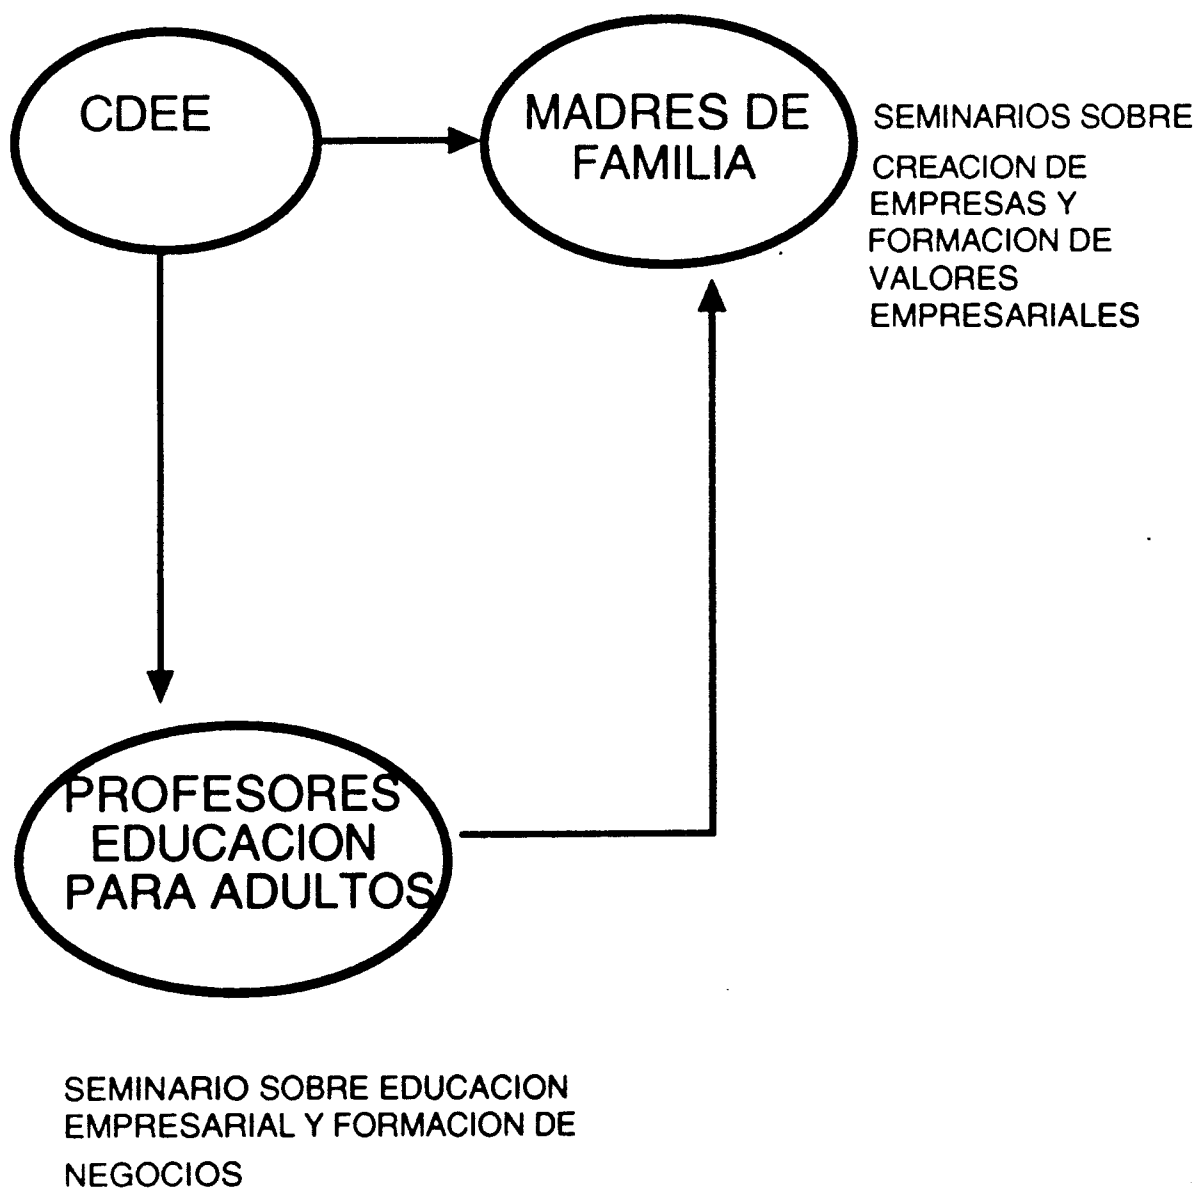 CDEE
MADRES DE
FAMILIA
SEMINARIOS SOBRE
CREACION DE
EMPRESAS Y
FORMACION DE
VALORES
EMPRESARIALES
PROFESORES
EDUCACION
PARA ADULTOS
SEMINARIO SOBRE EDUCACION
EMPRESARIAL Y FORMACION DE
NEGOCIOS